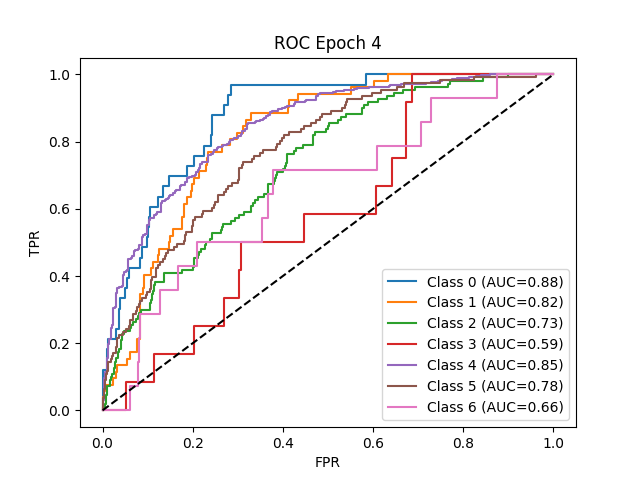 ROC Epoch 4
TPR
1.0
0.8
0.6
0.4
0.2
0.0
Class 0 (AUC=0.88)
Class 1 (AUC=0.82)
Class 2 (AUC=0.73)
Class 3 (AUC=0.59)
Class 4 (AUC=0.85)
Class 5 (AUC=0.78)
Class 6 (AUC=0.66)
0.0 0.2 0.4 0.6 0.8 1.0
FPR